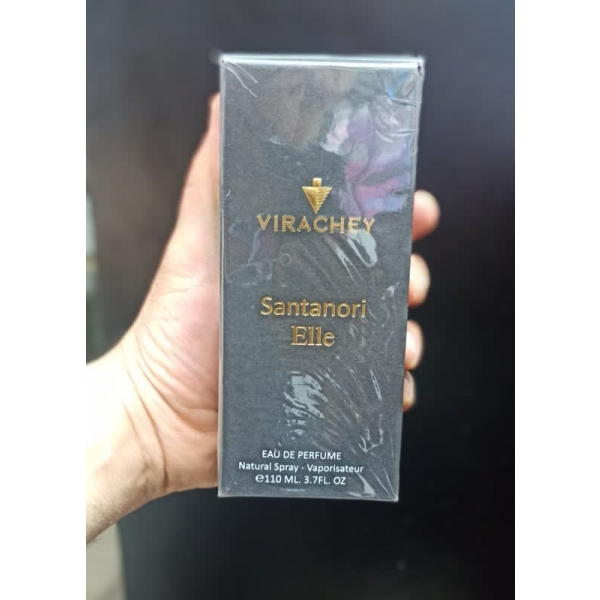 VIRACHEY
Santanori
Elle
EAU DE PERFUME
Natural Spray - Vaporisateur
℮110 ML. 3.7FL. OZ